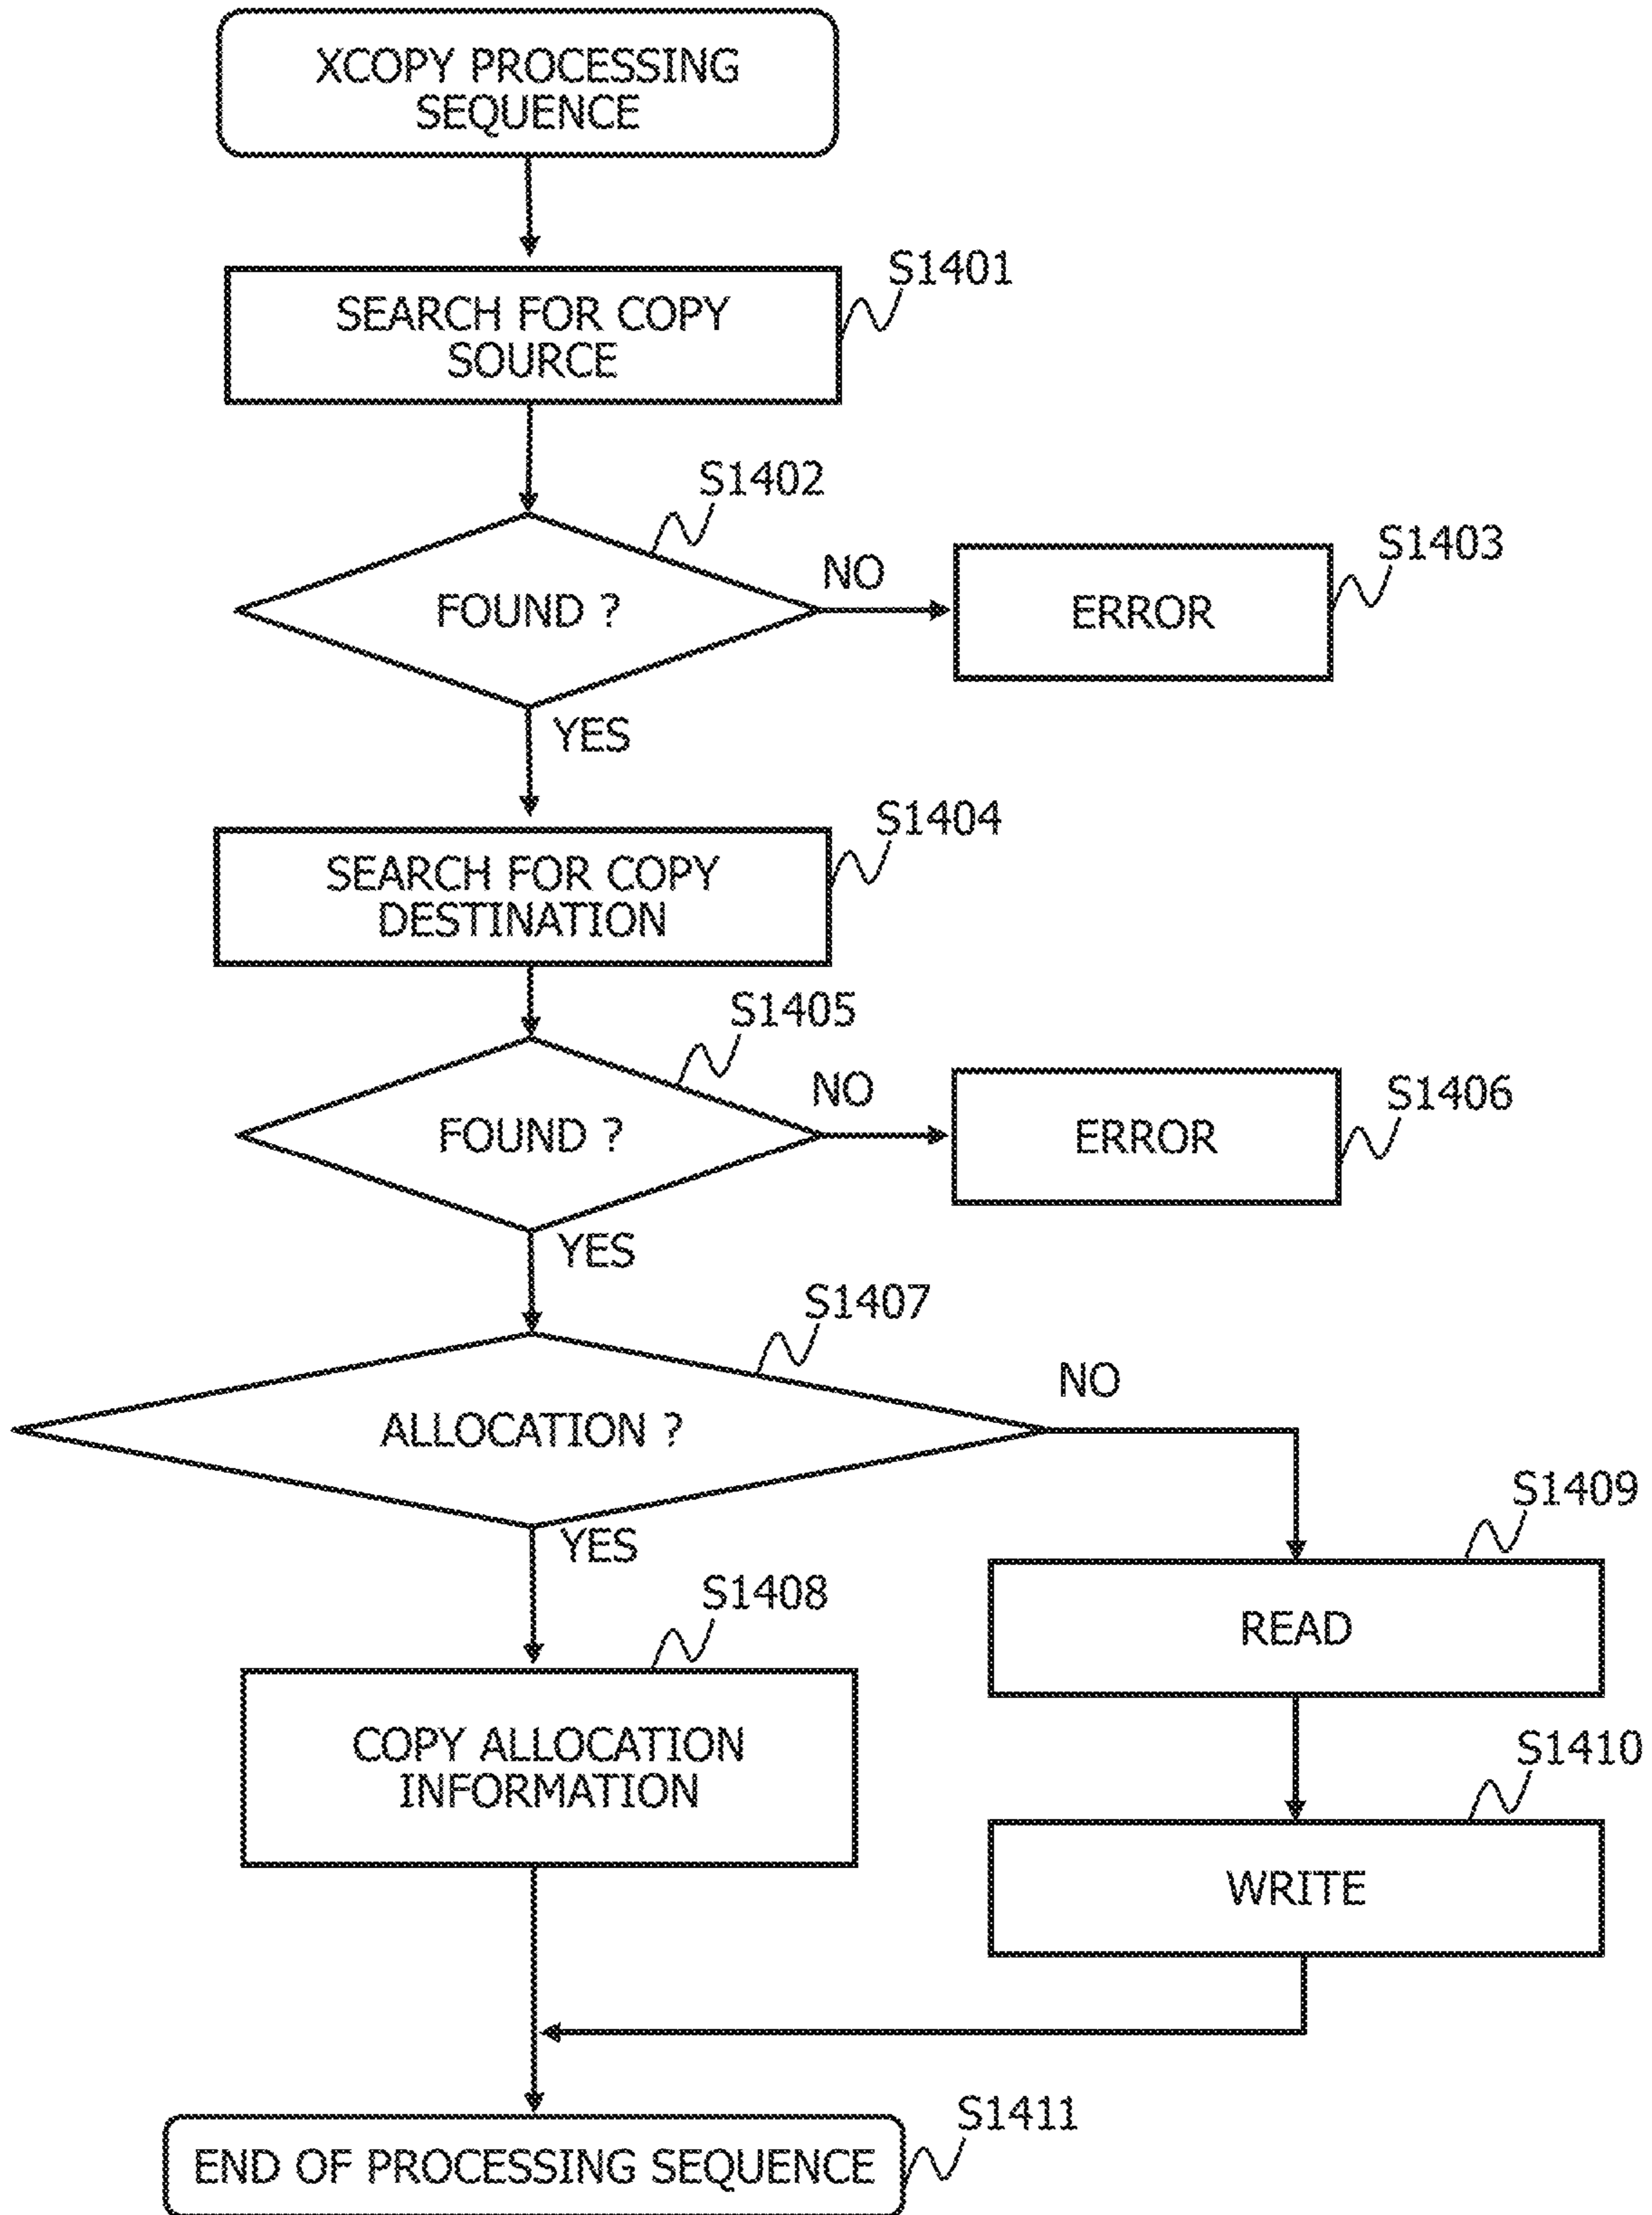 XCOPY PROCESSING
SEQUENCE
S1401
SEARCH FOR COPY
SOURCE
S1402
FOUND ?
NO
S1403
ERROR
YES
S1404
SEARCH FOR COPY
DESTINATION
S1405
FOUND ?
NO
S1406
ERROR
YES
S1407
ALLOCATION ?
NO
YES
S1408
COPY ALLOCATION
INFORMATION
S1409
READ
S1410
WRITE
S1411
END OF PROCESSING SEQUENCE